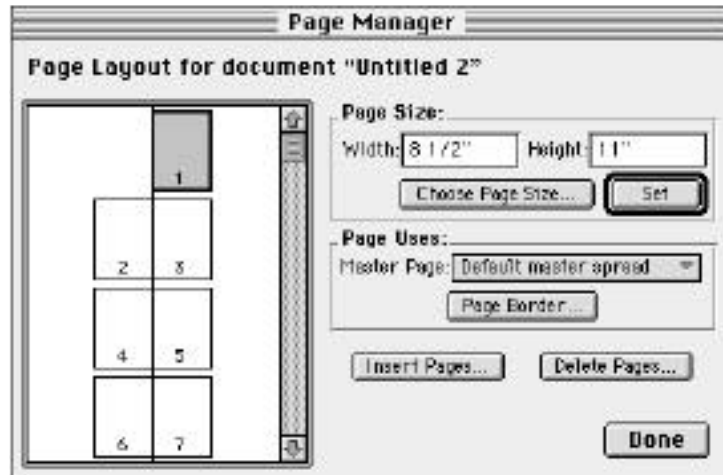 Page Manager
Page Layout for document "Untitled 2"
Page Size:
Width: 8 1/2" Height: 11"
Choose Page Size... Set
Page Uses:
Master Page: Default master spread
Page Border...
Insert Pages... Delete Pages...
Done
1
2 3
4 5
6 7